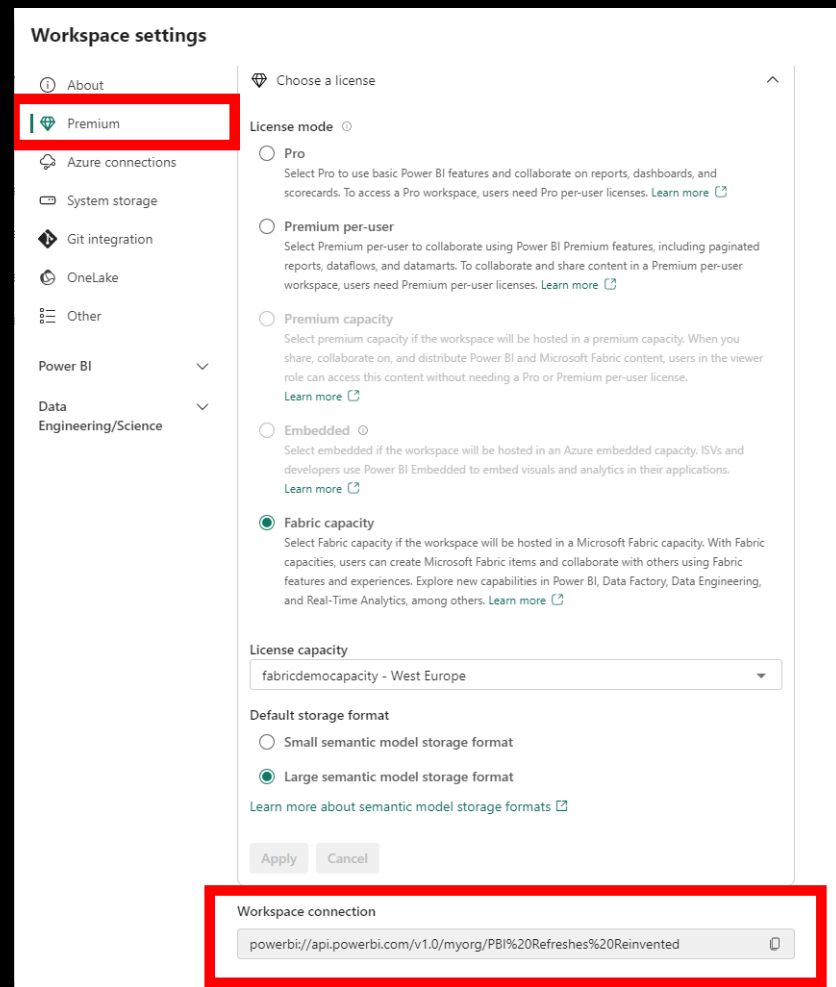 Workspace settings
About
Premium
Azure connections
System storage
Git integration
OneLake
Other
Power BI
Data
Engineering/Science
Choose a license
License mode
Pro
Select Pro to use basic Power BI features and collaborate on reports, dashboards, and
scorecards. To access a Pro workspace, users need Pro per-user licenses. Learn more
Premium per-user
Select Premium per-user to collaborate using Power BI Premium features, including paginated
reports, dataflows, and datamarts. To collaborate and share content in a Premium per-user
workspace, users need Premium per-user licenses. Learn more
Premium capacity
Select premium capacity if the workspace will be hosted in a premium capacity. When you
share, collaborate on, and distribute Power BI and Microsoft Fabric content, users in the viewer
role can access this content without needing a Pro or Premium per-user license.
Learn more
Embedded
Select embedded if the workspace will be hosted in an Azure embedded capacity. ISVs and
developers use Power BI Embedded to embed visuals and analytics in their applications.
Learn more
Fabric capacity
Select Fabric capacity if the workspace will be hosted in a Microsoft Fabric capacity. With Fabric
capacities, users can create Microsoft Fabric items and collaborate with others using Fabric
features and experiences. Explore new capabilities in Power BI, Data Factory, Data Engineering,
and Real-Time Analytics, among others. Learn more
License capacity
fabricdemocapacity - West Europe
Default storage format
Small semantic model storage format
Large semantic model storage format
Learn more about semantic model storage formats
Apply Cancel
Workspace connection
powerbi://api.powerbi.com/v1.0/myorg/PBI%20Refreshes%20Reinvented